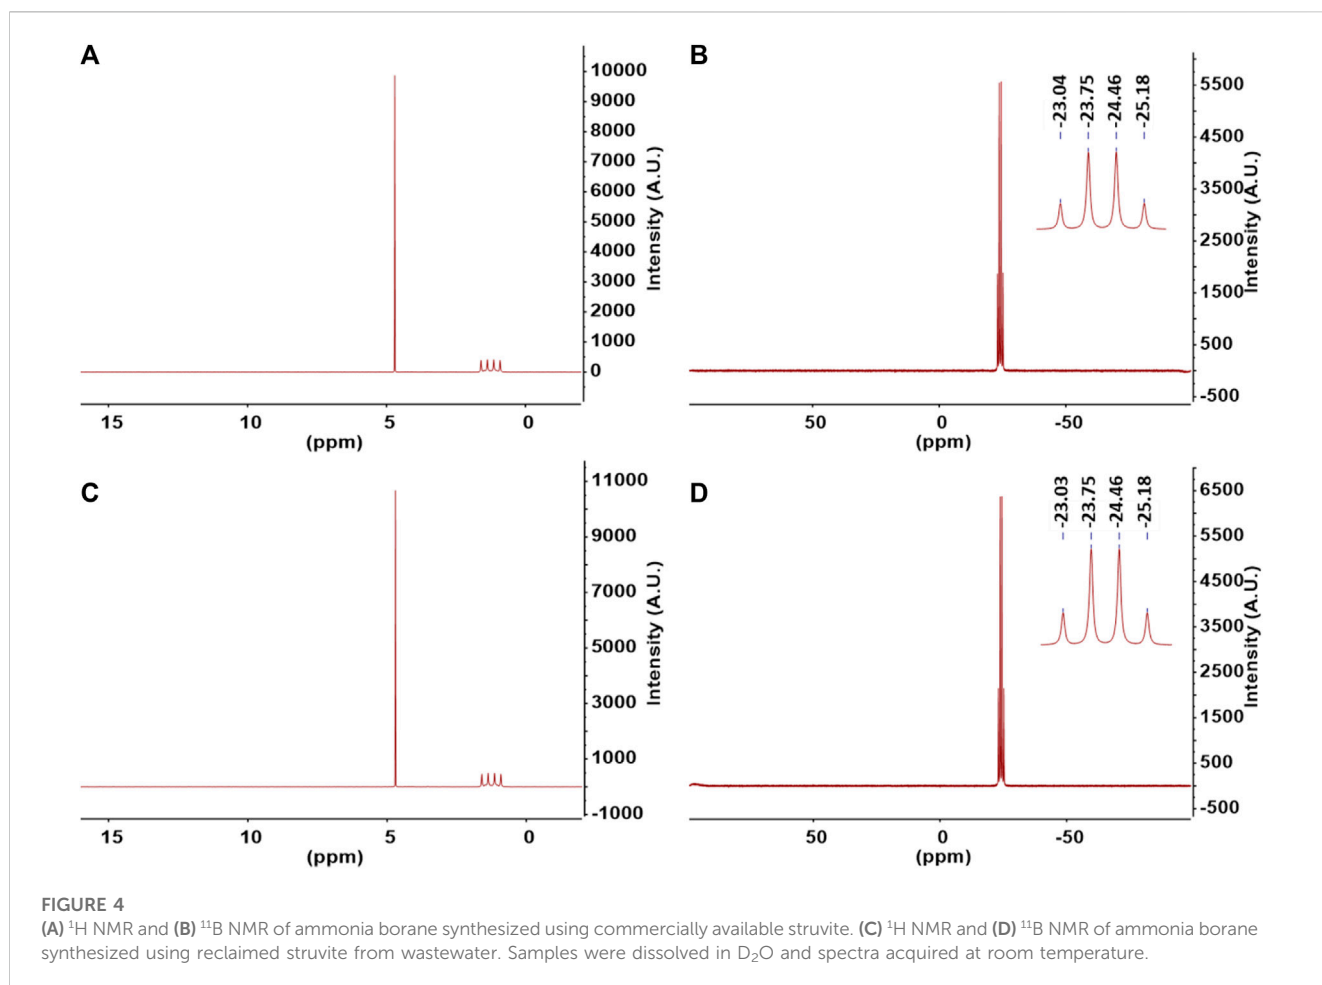 A
10000
9000
8000
7000
6000
5000
4000
3000
2000
1000
0
Intensity (A.U.)
15 10 5 0
(ppm)
B
-23.04
-23.75
-24.46
-25.18
5500
4500
3500
2500
1500
500
-500
Intensity (A.U.)
50 0 -50
(ppm)
C
11000
9000
7000
5000
3000
1000
-1000
Intensity (A.U.)
15 10 5 0
(ppm)
D
-23.03
-23.75
-24.46
-25.18
6500
5500
4500
3500
2500
1500
500
-500
Intensity (A.U.)
50 0 -50
(ppm)
FIGURE 4
(A) ¹H NMR and (B) ¹¹B NMR of ammonia borane synthesized using commercially available struvite. (C) ¹H NMR and (D) ¹¹B NMR of ammonia borane
synthesized using reclaimed struvite from wastewater. Samples were dissolved in D₂O and spectra acquired at room temperature.